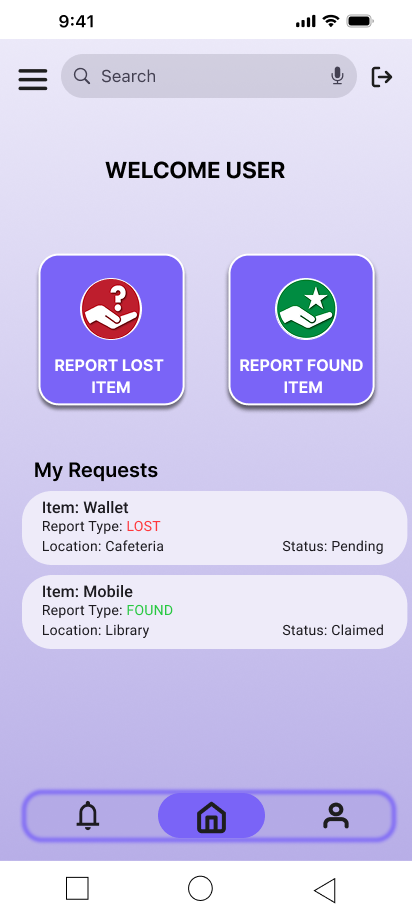 9:41
Search
WELCOME USER
REPORT LOST
ITEM
REPORT FOUND
ITEM
My Requests
Item: Wallet
Report Type: LOST
Location: Cafeteria Status: Pending
Item: Mobile
Report Type: FOUND
Location: Library Status: Claimed